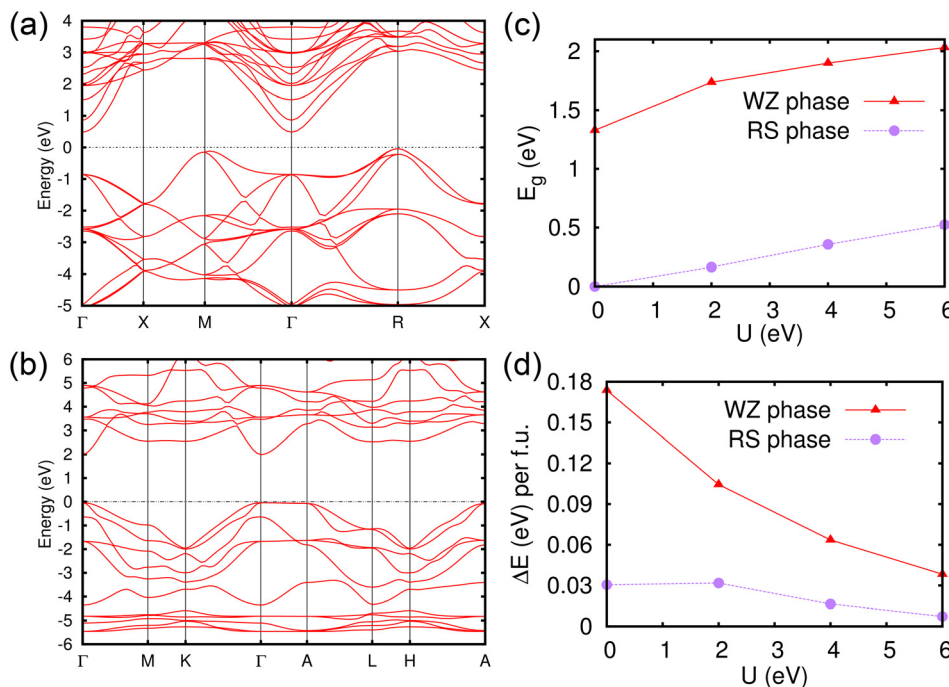 (a)
Energy (eV)
4
3
2
1
0
-1
-2
-3
-4
-5
Γ X M Γ R X
(b)
Energy (eV)
6
5
4
3
2
1
0
-1
-2
-3
-4
-5
-6
Γ M K Γ A L H A
(c)
E_g (eV)
2
1.5
1
0.5
0
WZ phase
RS phase
0 1 2 3 4 5 6
U (eV)
(d)
ΔE (eV) per f.u.
0.18
0.15
0.12
0.09
0.06
0.03
0
WZ phase
RS phase
0 1 2 3 4 5 6
U (eV)